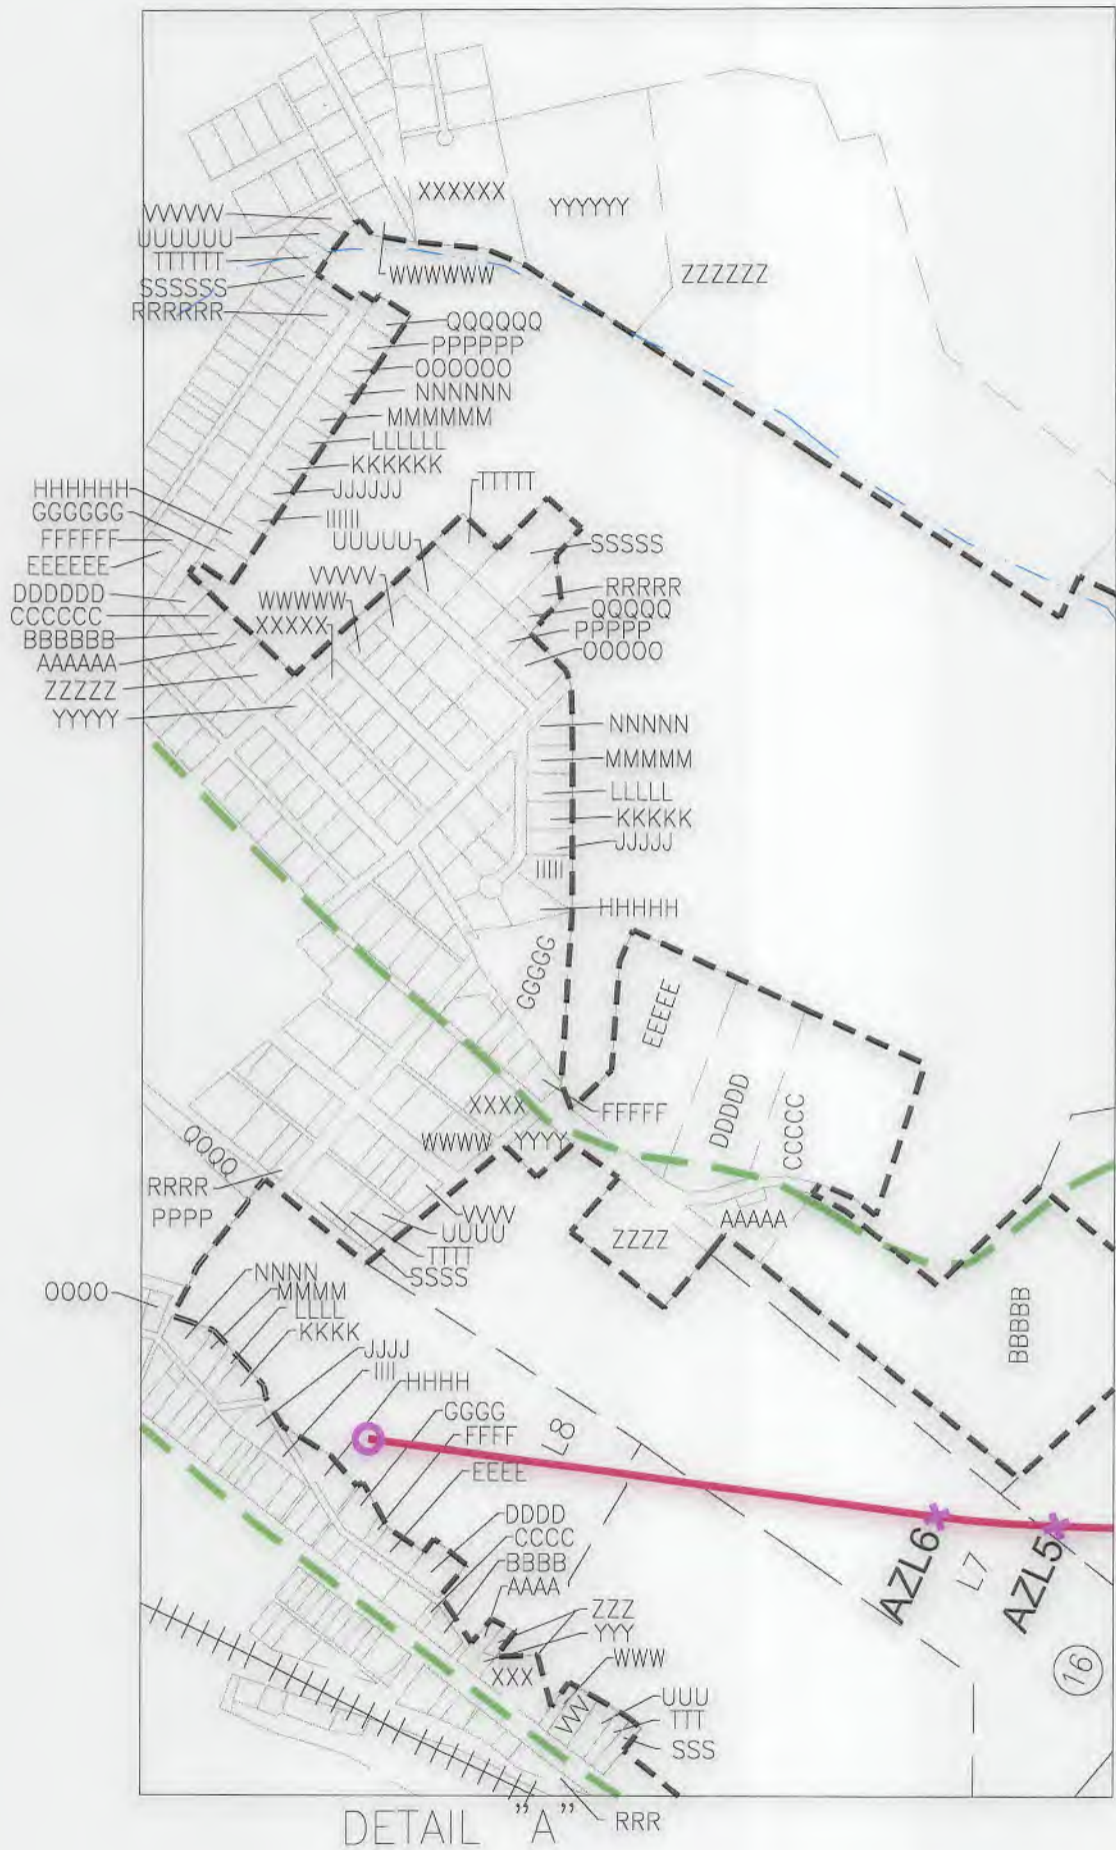 XXXXXX
YYYYYY
ZZZZZZ
VVVVVV
UUUUUU
TTTTTT
SSSSSS
RRRRRR
WWWWWW
QQQQQQ
PPPPPP
OOOOOO
NNNNNN
MMMMMM
LLLLLL
KKKKKK
JJJJJJ
IIIIII
HHHHHH
GGGGGG
FFFFFF
EEEEEE
DDDDDD
CCCCCC
BBBBBB
AAAAAA
ZZZZZ
YYYYY
TTTTT
UUUUU
VVVVV
WWWWW
XXXXX
SSSSS
RRRRR
QQQQQ
PPPPP
OOOOO
NNNNN
MMMMM
LLLLL
KKKKK
JJJJJ
IIIII
HHHHH
GGGGG
EEEEE
DDDDD
CCCCC
FFFFF
XXXX
WWWW
YYYY
QQQQ
RRRR
PPPP
VVVV
UUUU
TTTT
SSSS
ZZZZ
AAAAA
BBBBB
OOOO
NNNN
MMMM
LLLL
KKKK
JJJJ
IIII
HHHH
GGGG
FFFF
EEEE
L8
DDDD
CCCC
BBBB
AAAA
AZL6
L7
AZL5
16
ZZZ
YYY
XXX
WWW
VVV
UUU
TTT
SSS
RRR
DETAIL "A"